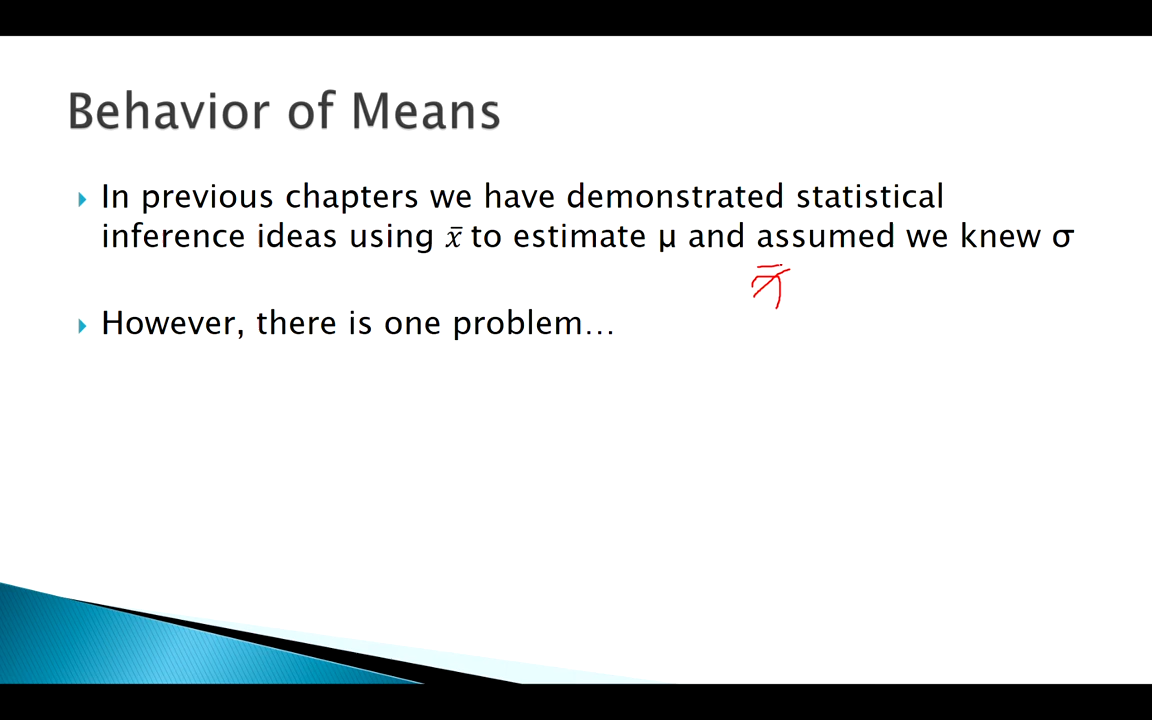 Behavior of Means
In previous chapters we have demonstrated statistical
inference ideas using x̄ to estimate μ and assumed we knew σ
x̄
However, there is one problem…